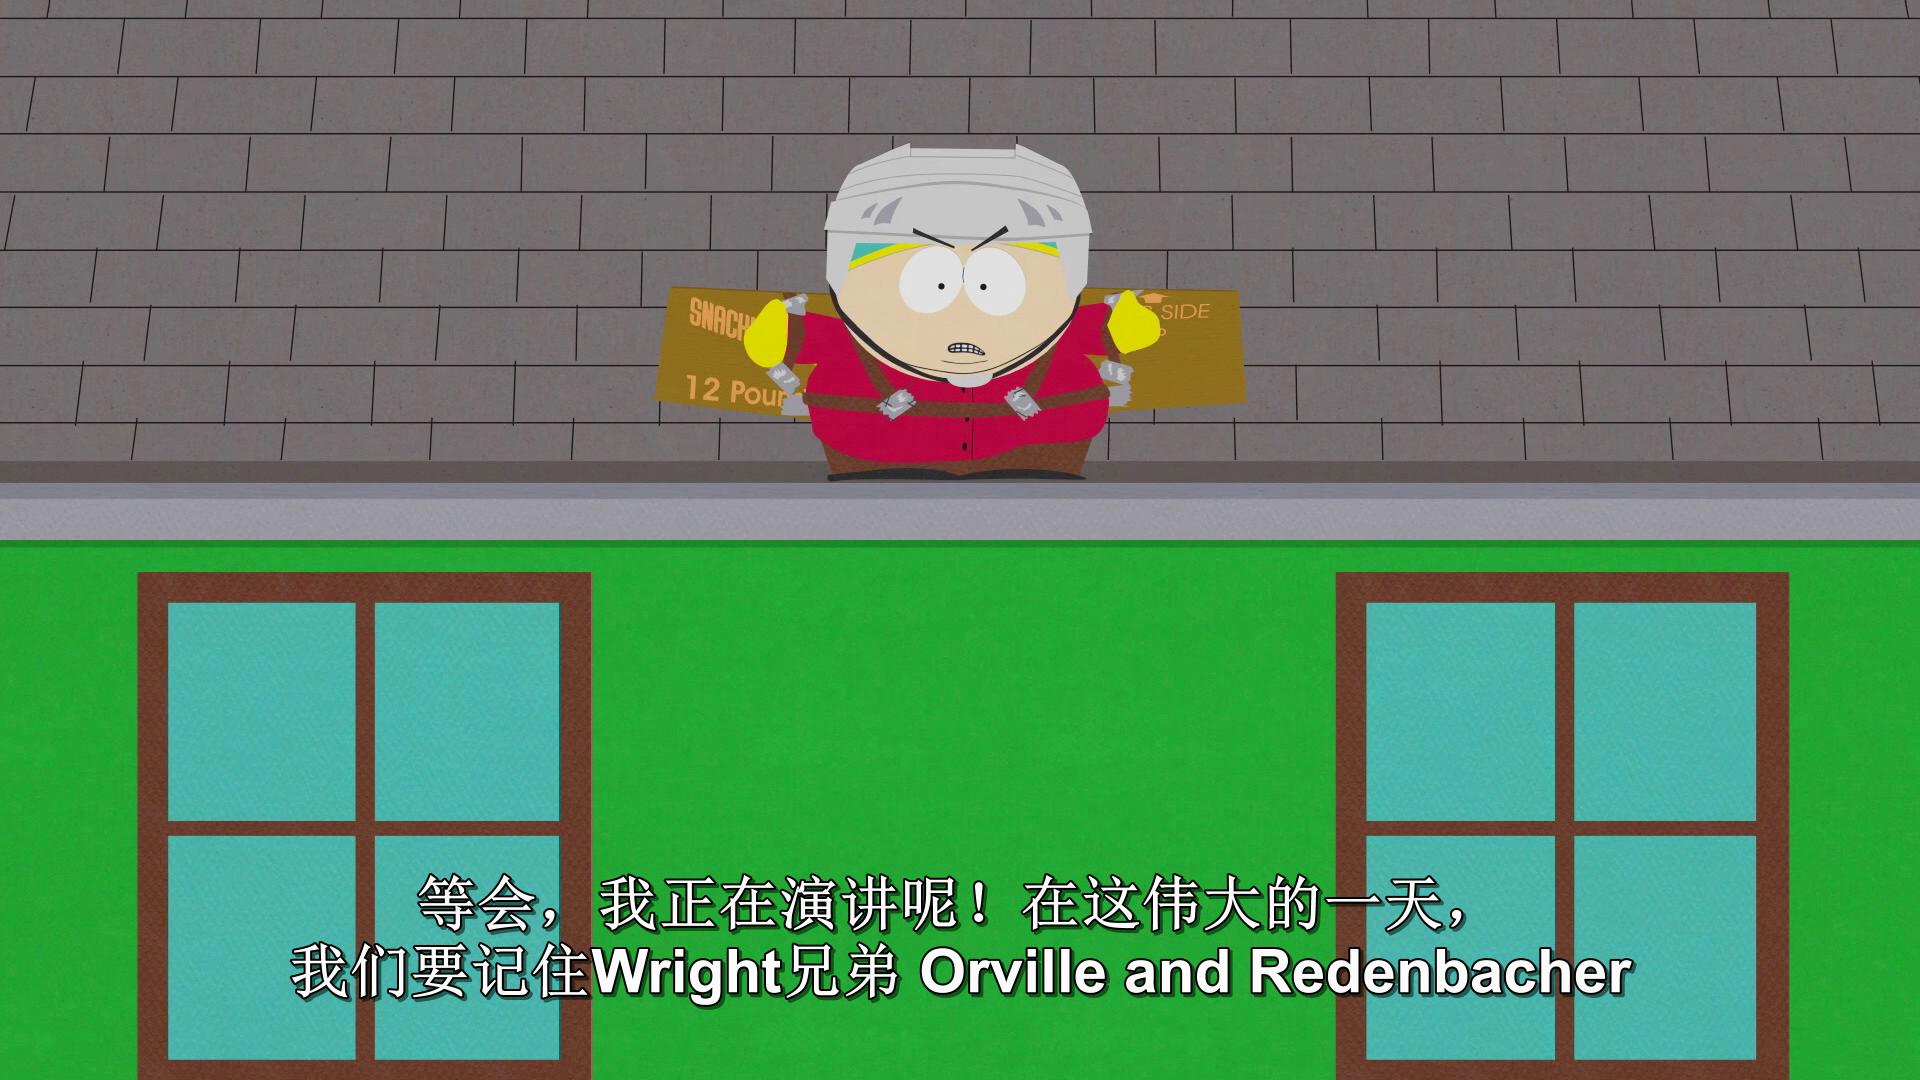 SNACK
SIDE
12 Poun
等会，我正在演讲呢！在这伟大的一天，
我们要记住Wright兄弟 Orville and Redenbacher